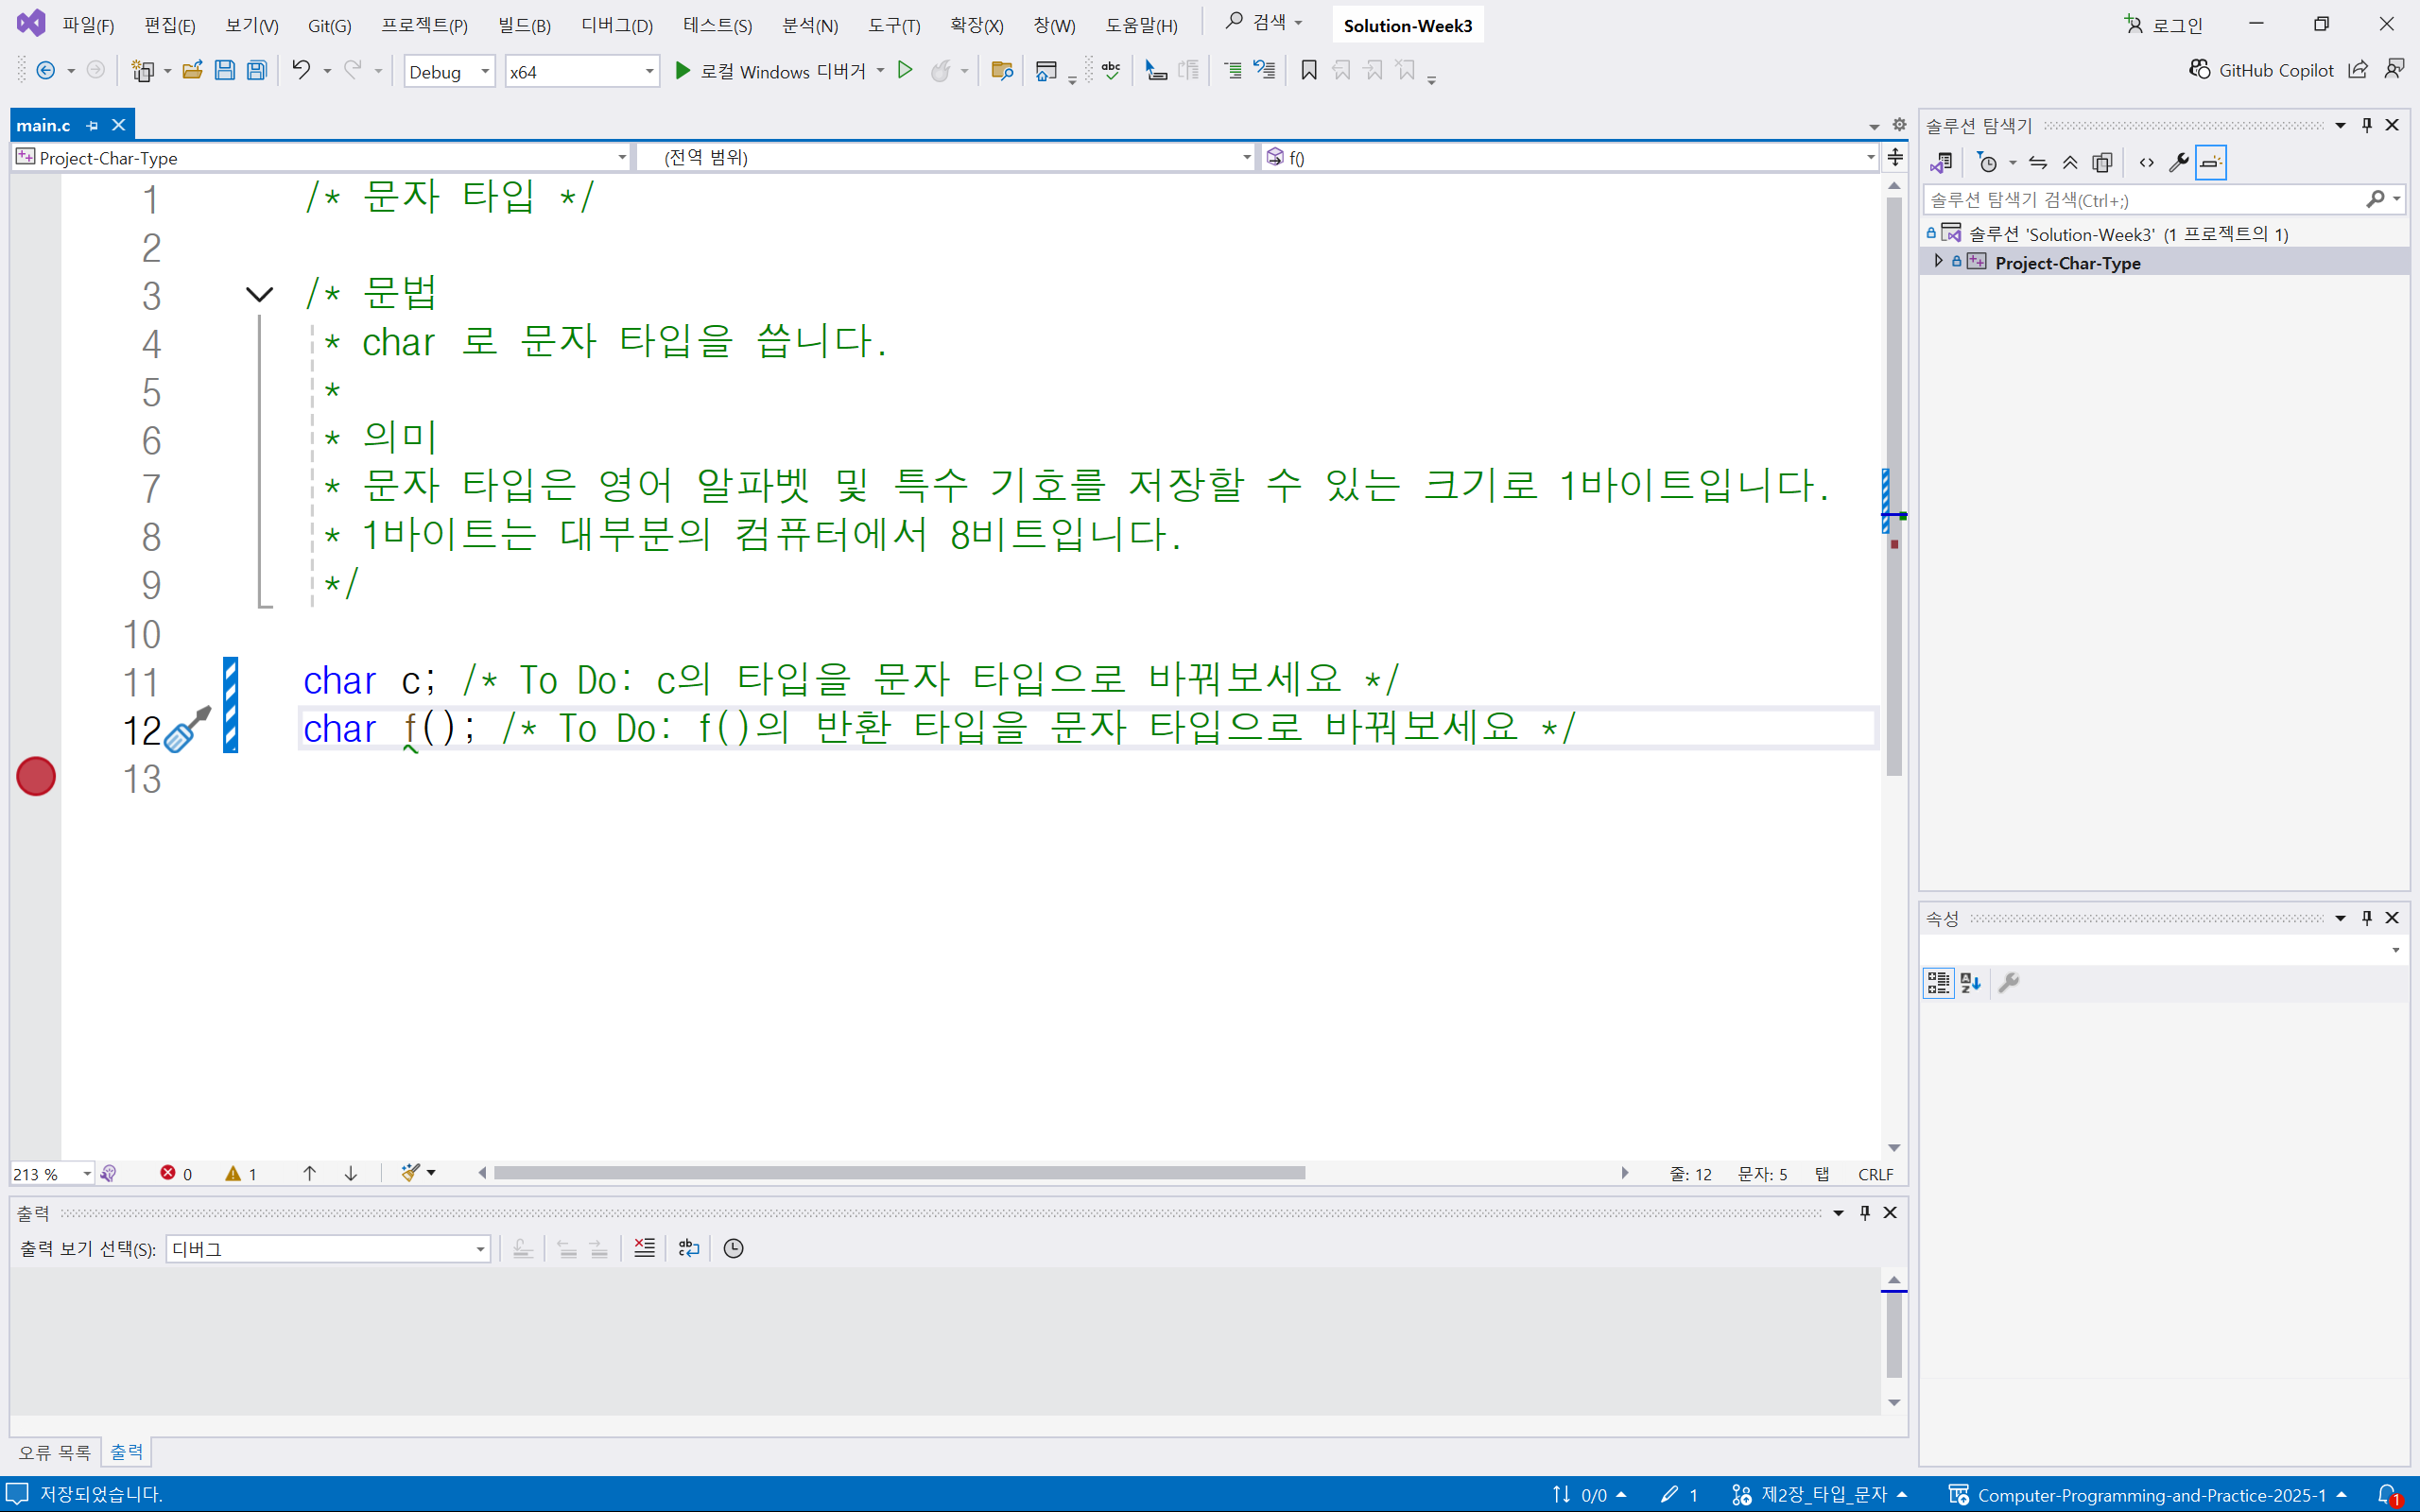 파일(F) 편집(E) 보기(V) Git(G) 프로젝트(P) 빌드(B) 디버그(D) 테스트(S) 분석(N) 도구(T) 확장(X) 창(W) 도움말(H) 검색 Solution-Week3 로그인
Debug x64 로컬 Windows 디버거 abc GitHub Copilot
main.c
Project-Char-Type (전역 범위) f()
1 /* 문자 타입 */
2
3 /* 문법
4 * char 로 문자 타입을 씁니다.
5 *
6 * 의미
7 * 문자 타입은 영어 알파벳 및 특수 기호를 저장할 수 있는 크기로 1바이트입니다.
8 * 1바이트는 대부분의 컴퓨터에서 8비트입니다.
9 */
10
11 char c; /* To Do: c의 타입을 문자 타입으로 바꿔보세요 */
12 char f(); /* To Do: f()의 반환 타입을 문자 타입으로 바꿔보세요 */
13
213 % 0 1 줄: 12 문자: 5 탭 CRLF
출력
출력 보기 선택(S): 디버그
오류 목록 출력
솔루션 탐색기
솔루션 탐색기 검색(Ctrl+;)
솔루션 'Solution-Week3' (1 프로젝트의 1)
Project-Char-Type
속성
저장되었습니다. 0/0 1 제2장_타입_문자 Computer-Programming-and-Practice-2025-1 1